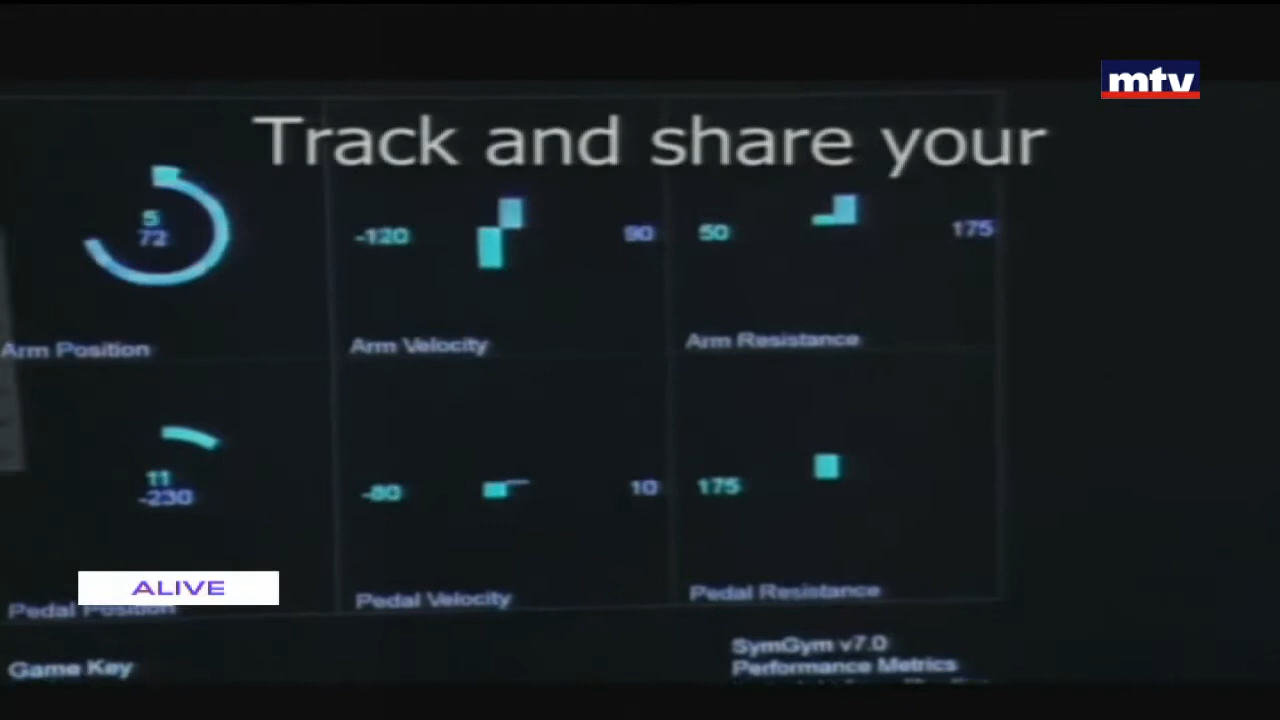 mtv
Track and share your
5
72
-120
90
50
175
Arm Position
Arm Velocity
Arm Resistance
11
-230
-80
10
175
ALIVE
Pedal Position
Pedal Velocity
Pedal Resistance
Game Key
SymGym v7.0
Performance Metrics